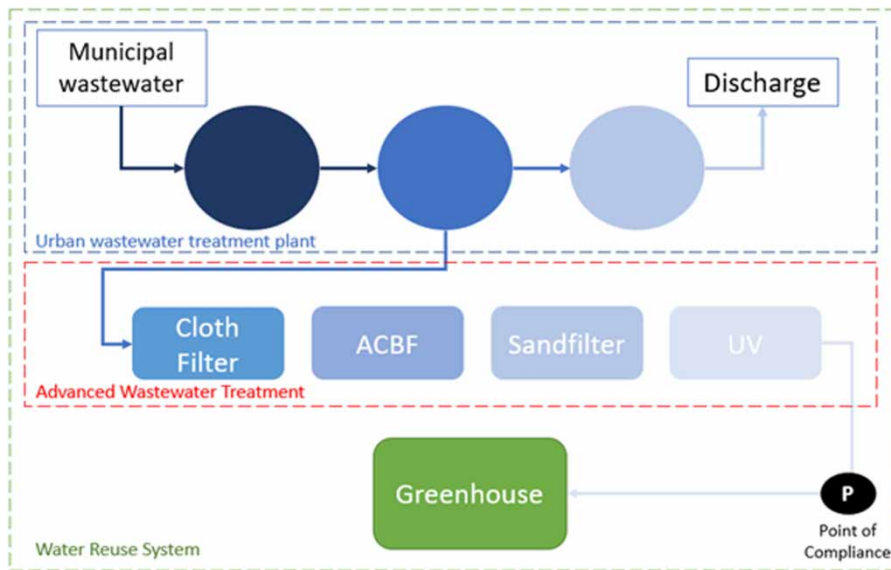 Municipal
wastewater
Discharge
Urban wastewater treatment plant
Cloth
Filter
ACBF
Sandfilter
UV
Advanced Wastewater Treatment
Greenhouse
P
Point of
Compliance
Water Reuse System